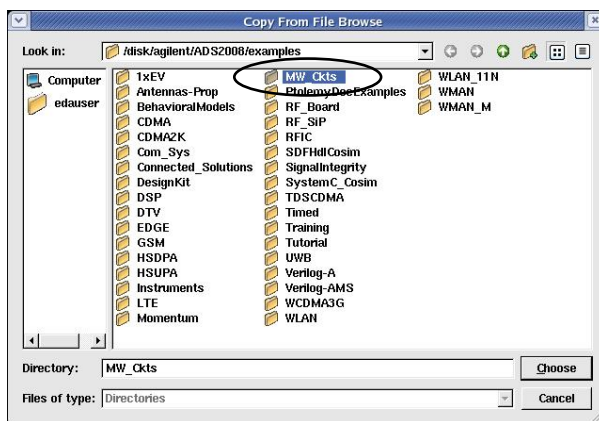 Copy From File Browse
Look in: /disk/agilent/ADS2008/examples
Computer
edauser
1xEV
Antennas-Prop
BehavioralModels
CDMA
CDMA2K
Com_Sys
Connected_Solutions
DesignKit
DSP
DTV
EDGE
GSM
HSDPA
HSUPA
Instruments
LTE
Momentum
MW_Ckts
PtolemyDocExamples
RF_Board
RF_SiP
RFIC
SDFHdlCosim
SignalIntegrity
SystemC_Cosim
TDSCDMA
Timed
Training
Tutorial
UWB
Verilog-A
Verilog-AMS
WCDMA3G
WLAN
WLAN_11N
WMAN
WMAN_M
Directory: MW_Ckts Choose
Files of type: Directories Cancel